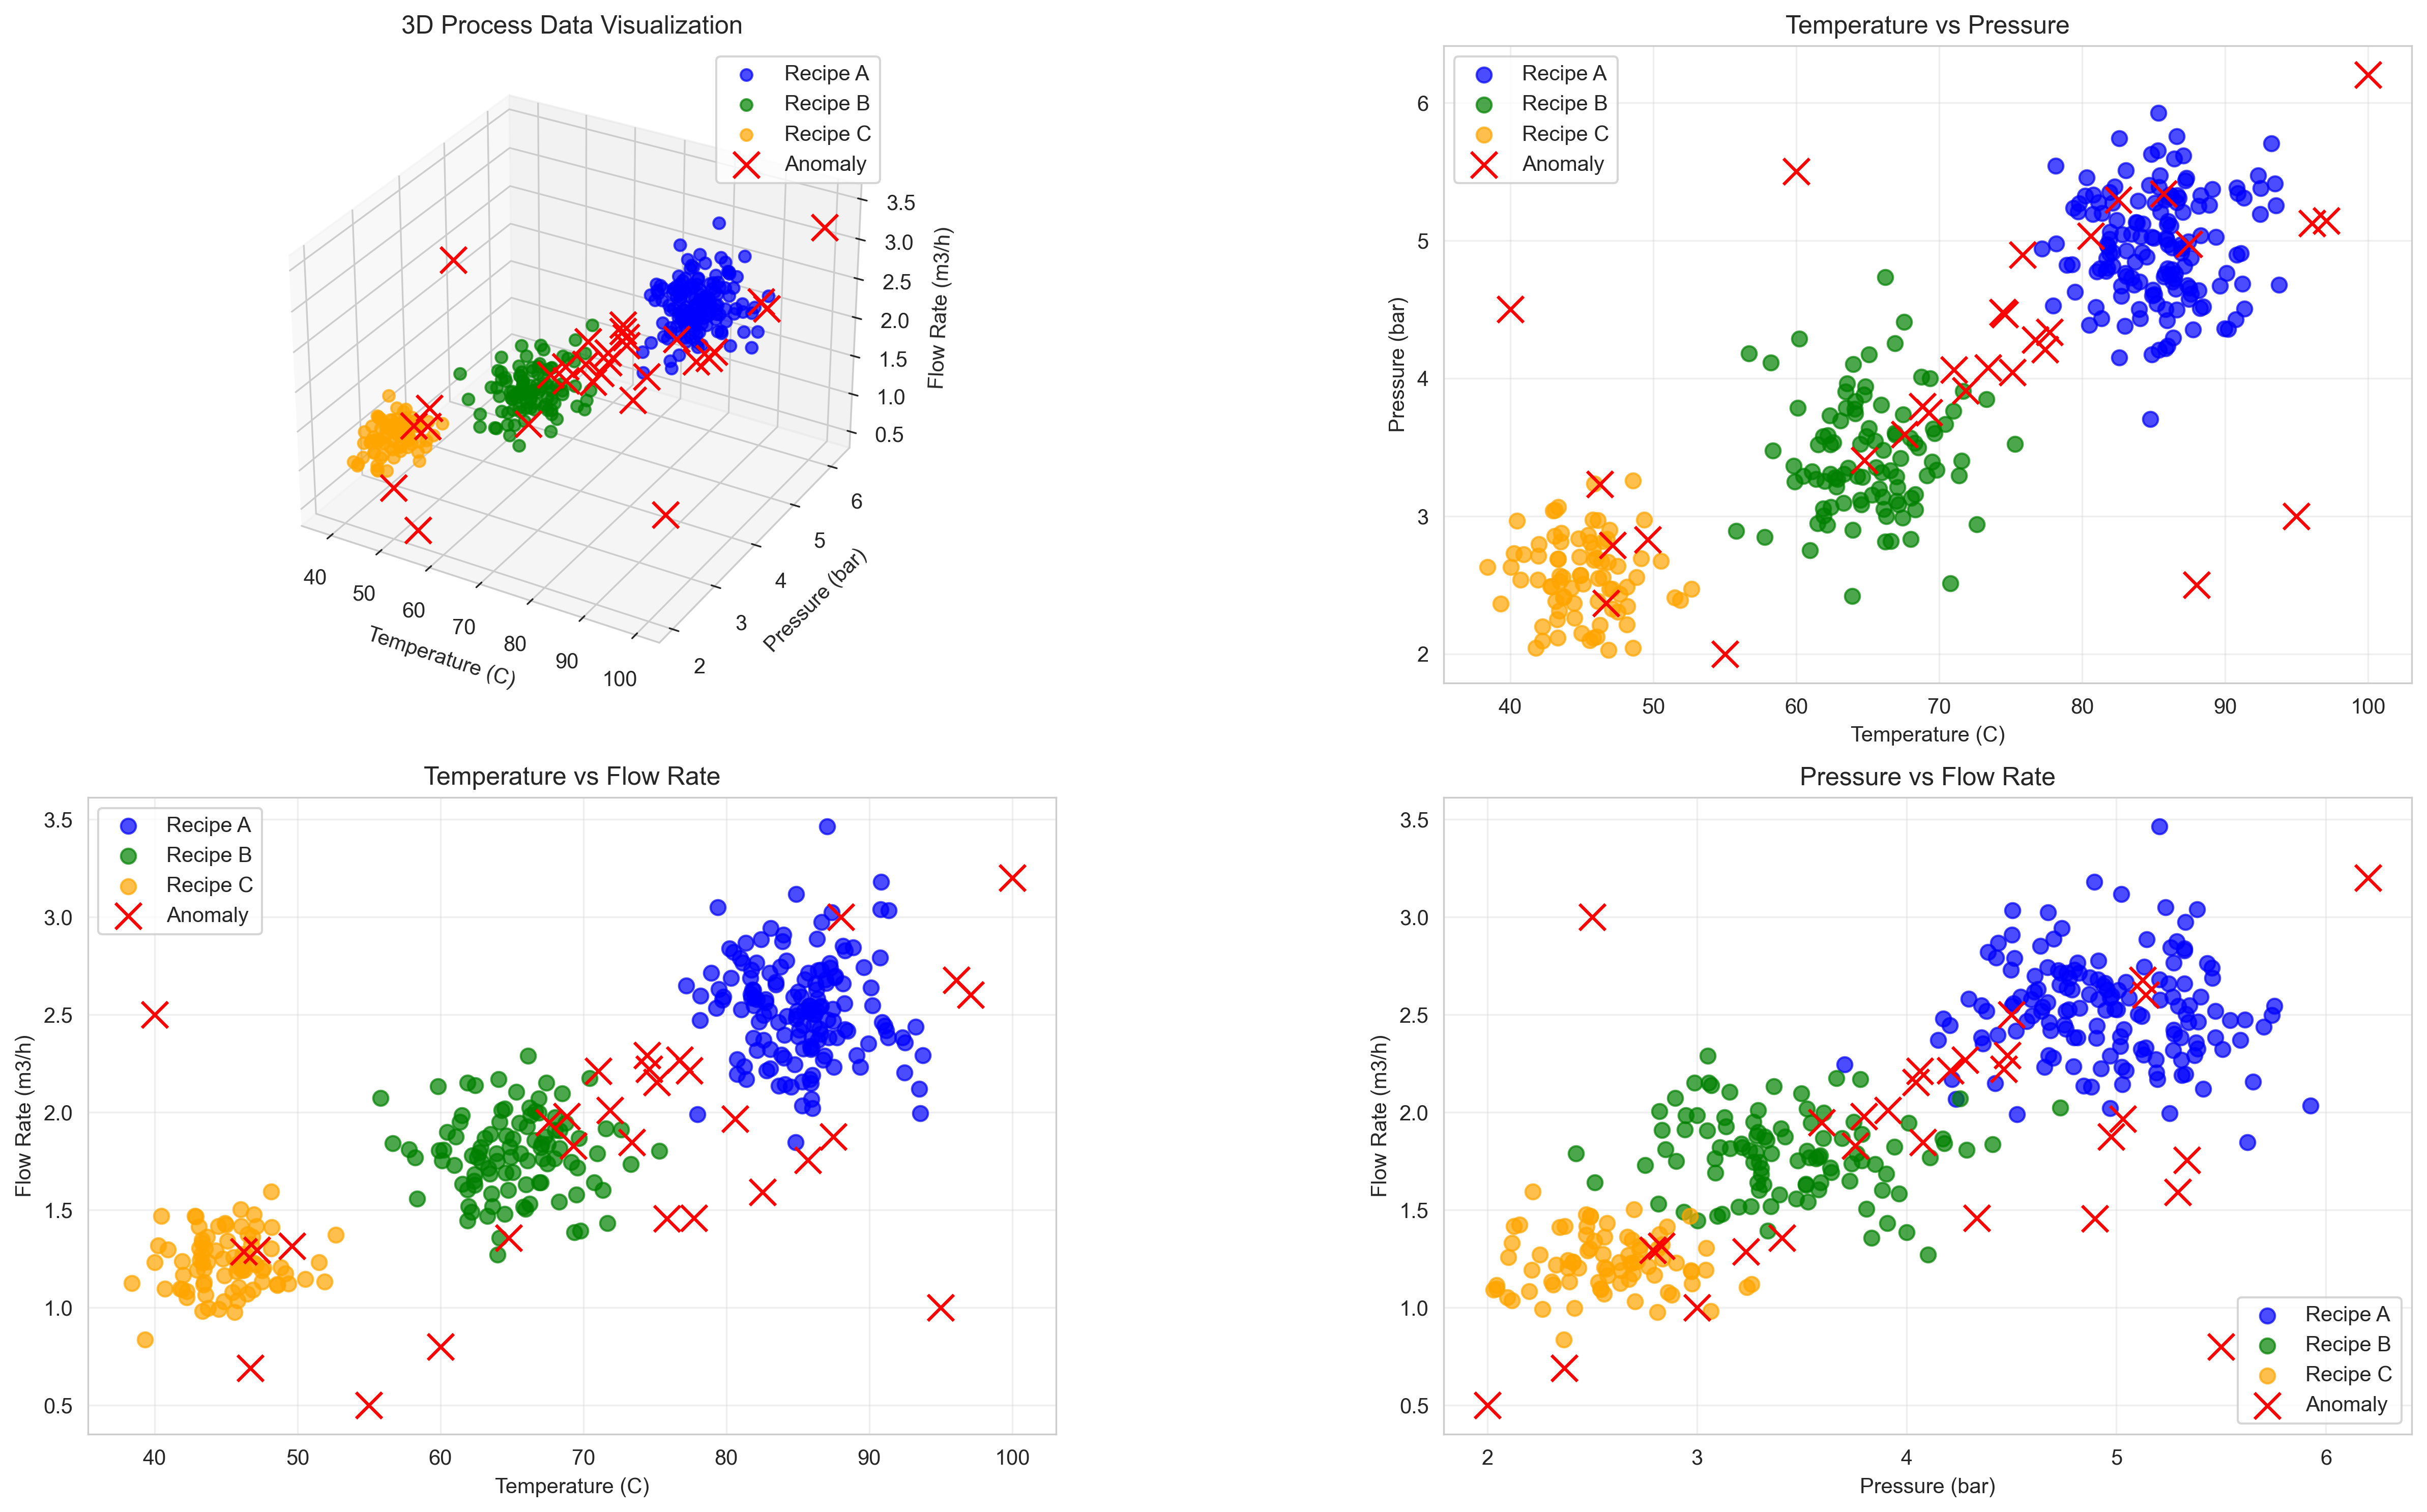 3D Process Data Visualization
Recipe A
Recipe B
Recipe C
Anomaly
3.5
3.0
2.5
2.0
1.5
1.0
0.5
Flow Rate (m3/h)
6
5
4
3
2
Pressure (bar)
40
50
60
70
80
90
100
Temperature (C)
Temperature vs Pressure
Recipe A
Recipe B
Recipe C
Anomaly
6
5
4
3
2
Pressure (bar)
40 50 60 70 80 90 100
Temperature (C)
Temperature vs Flow Rate
Recipe A
Recipe B
Recipe C
Anomaly
3.5
3.0
2.5
2.0
1.5
1.0
0.5
Flow Rate (m3/h)
40 50 60 70 80 90 100
Temperature (C)
Pressure vs Flow Rate
3.5
3.0
2.5
2.0
1.5
1.0
0.5
Flow Rate (m3/h)
Recipe A
Recipe B
Recipe C
Anomaly
2 3 4 5 6
Pressure (bar)